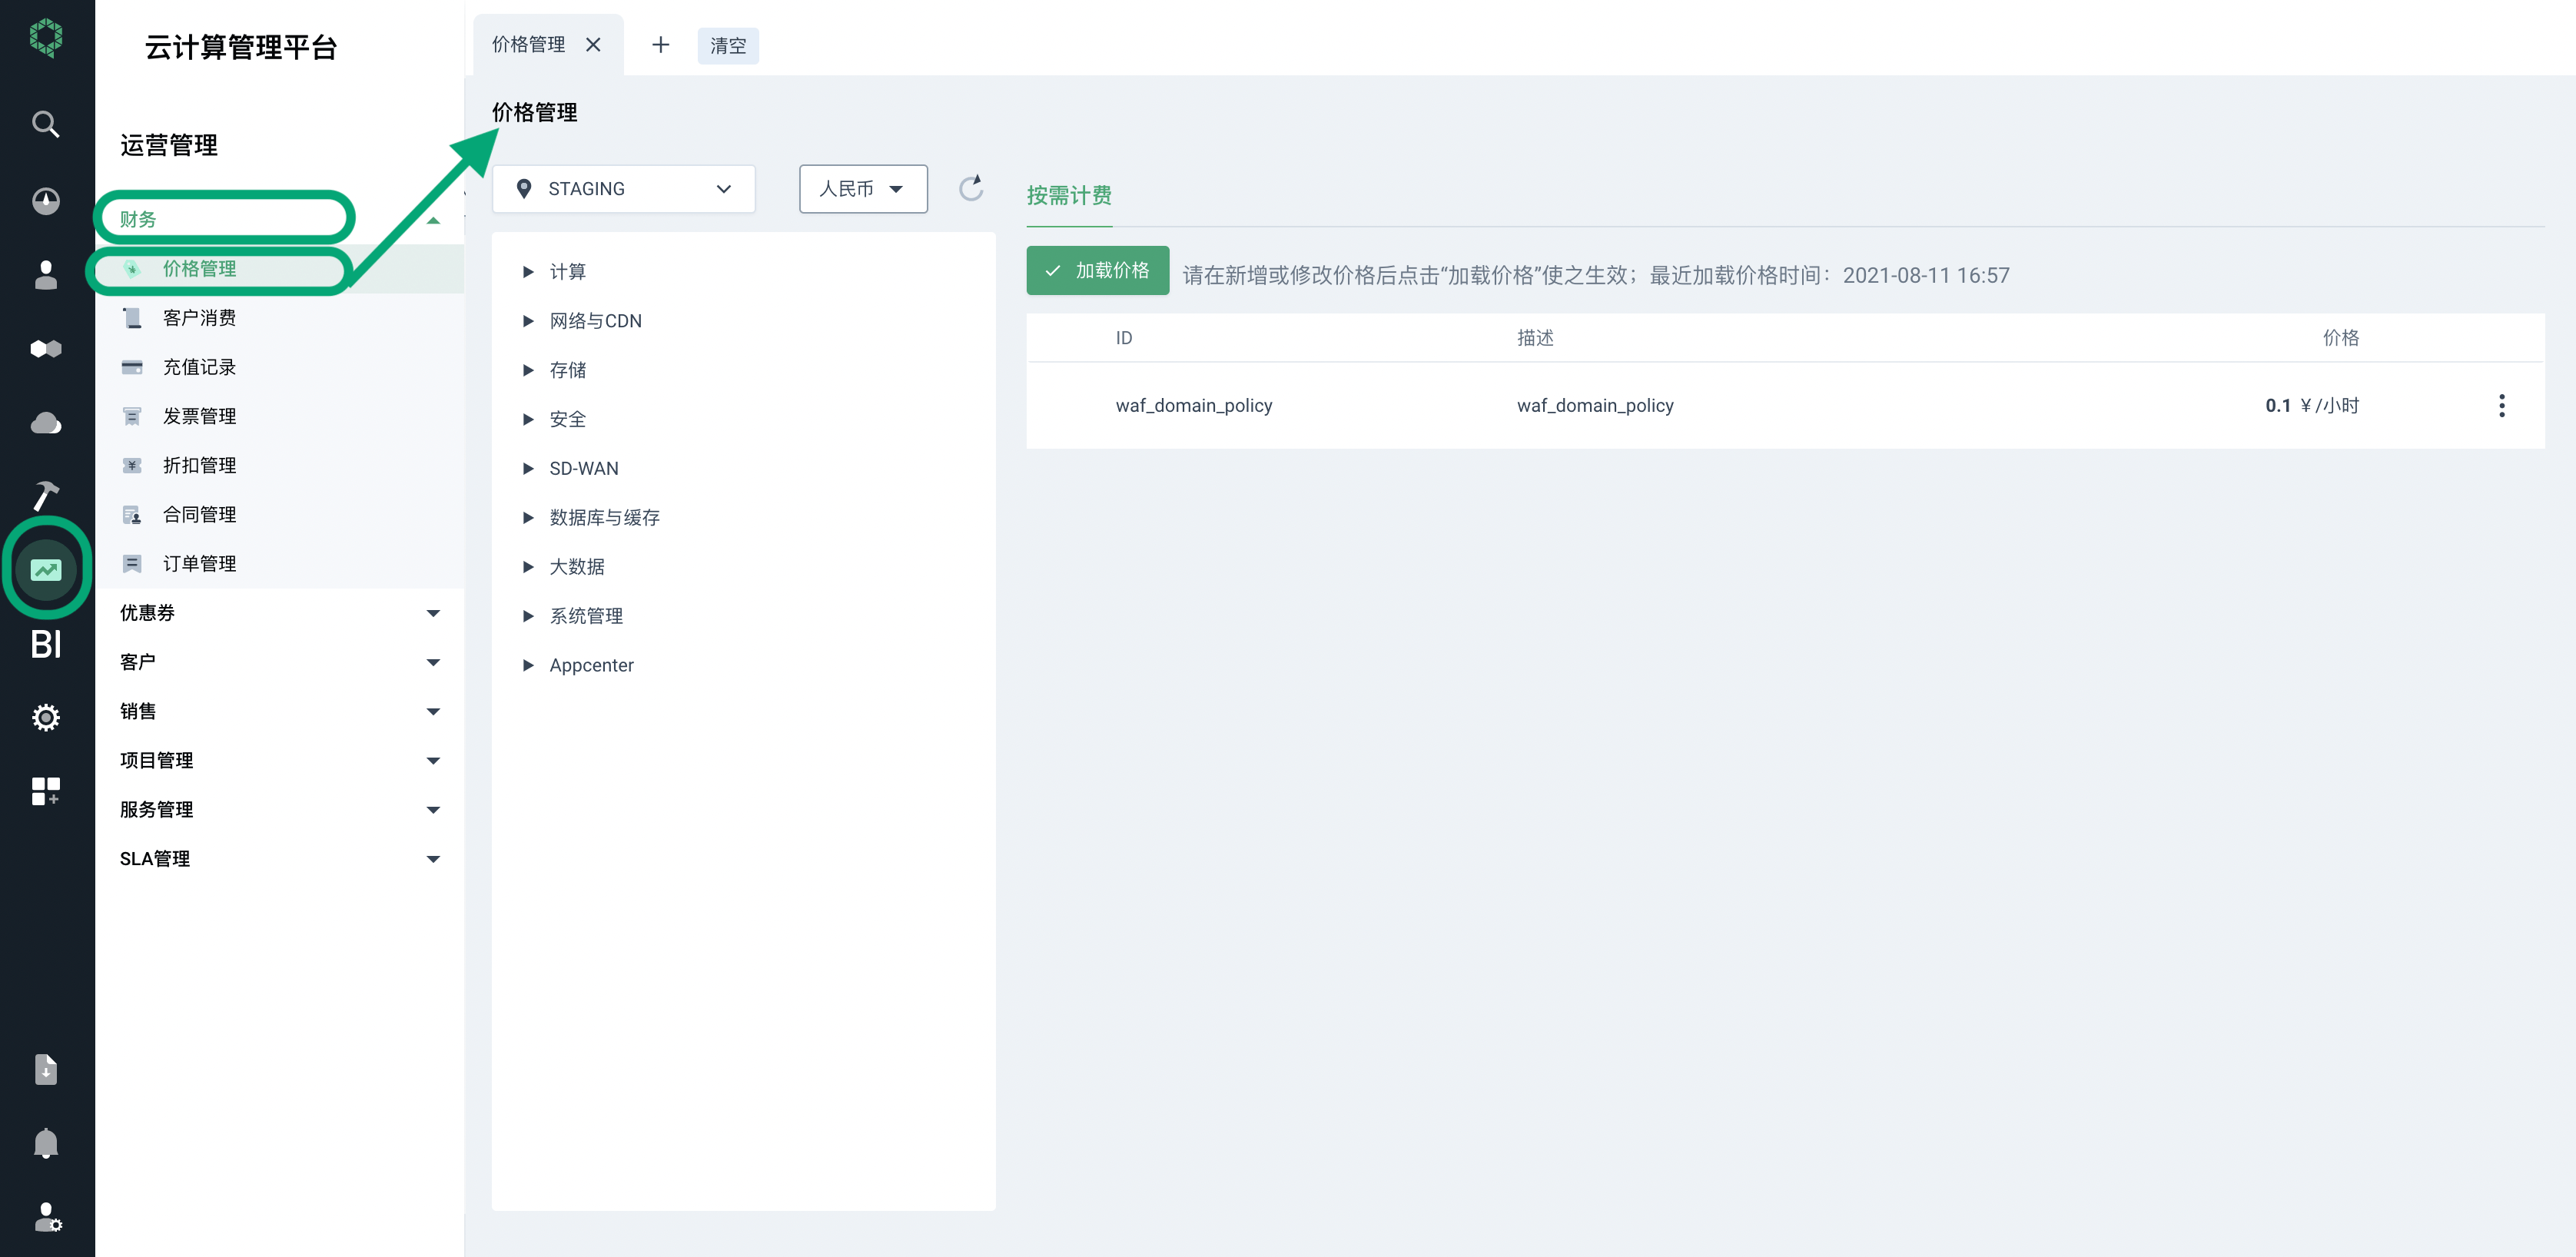 云计算管理平台
运营管理
财务
价格管理
客户消费
充值记录
发票管理
折扣管理
合同管理
订单管理
优惠券
客户
销售
项目管理
服务管理
SLA管理
BI
价格管理
清空
价格管理
STAGING
人民币
计算
网络与CDN
存储
安全
SD-WAN
数据库与缓存
大数据
系统管理
Appcenter
按需计费
加载价格
请在新增或修改价格后点击“加载价格”使之生效；最近加载价格时间：2021-08-11 16:57
ID 描述 价格
waf_domain_policy waf_domain_policy 0.1 ¥ /小时